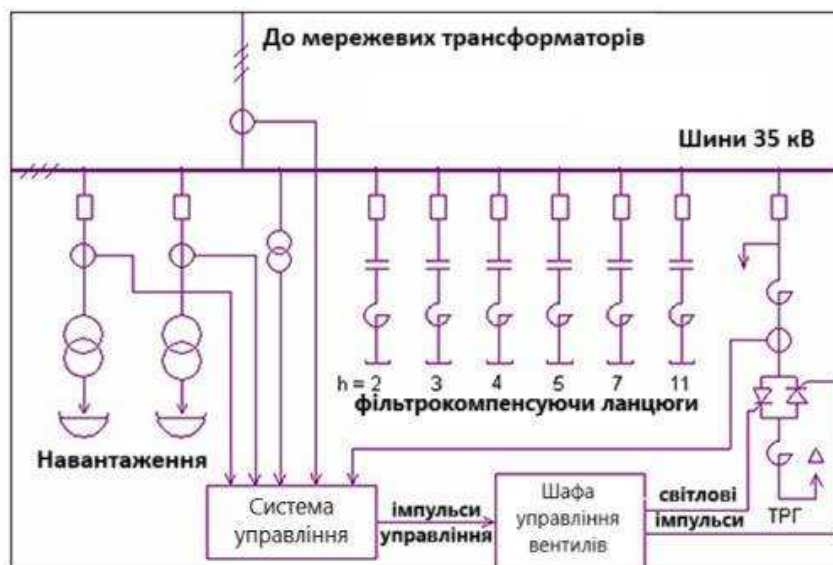 До мережевих трансформаторів
Шини 35 кВ
h = 2 3 4 5 7 11
фільтрокомпенсуючи ланцюги
Навантаження
Система
управління
імпульси
управління
Шафа
управління
вентилів
світлові
імпульси
ТРГ